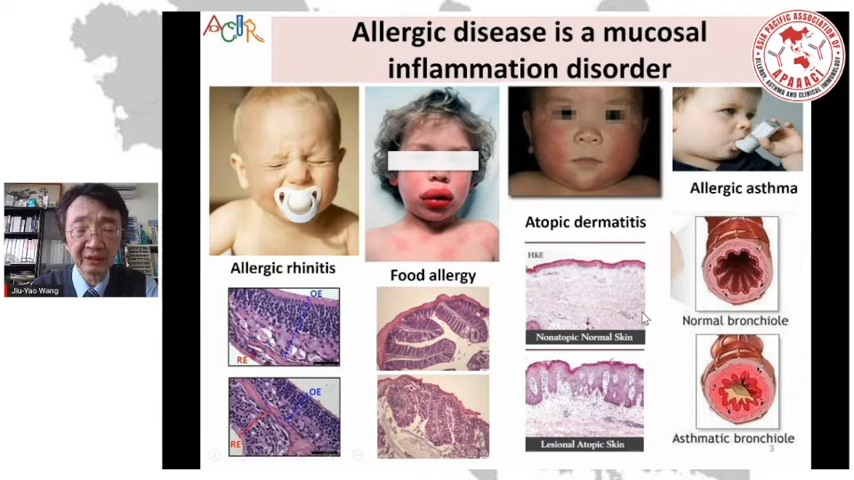 ACIR
Allergic disease is a mucosal
inflammation disorder
ASIA PACIFIC ASSOCIATION OF
ALLERGY, ASTHMA AND CLINICAL IMMUNOLOGY
APAAACI
Allergic rhinitis
Food allergy
Atopic dermatitis
Allergic asthma
OE
RE
OE
RE
H&E
Nonatopic Normal Skin
Lesional Atopic Skin
Normal bronchiole
Asthmatic bronchiole
3
Jiu-Yao Wang